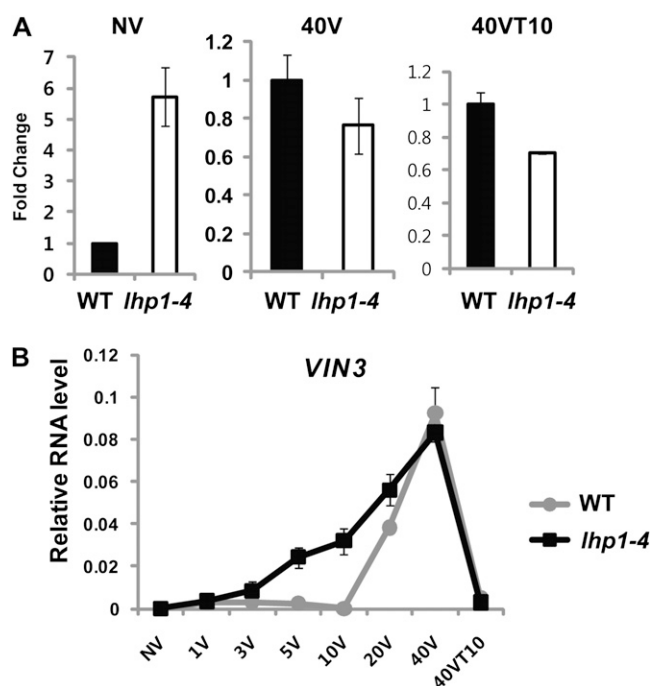 A
NV
40V
40VT10
Fold Change
7
6
5
4
3
2
1
0
WT lhp1-4
1.2
1
0.8
0.6
0.4
0.2
0
WT lhp1-4
1.4
1.2
1
0.8
0.6
0.4
0.2
0
WT lhp1-4
B
VIN3
Relative RNA level
0.12
0.1
0.08
0.06
0.04
0.02
0
NV
1V
3V
5V
10V
20V
40V
40VT10
WT
lhp1-4